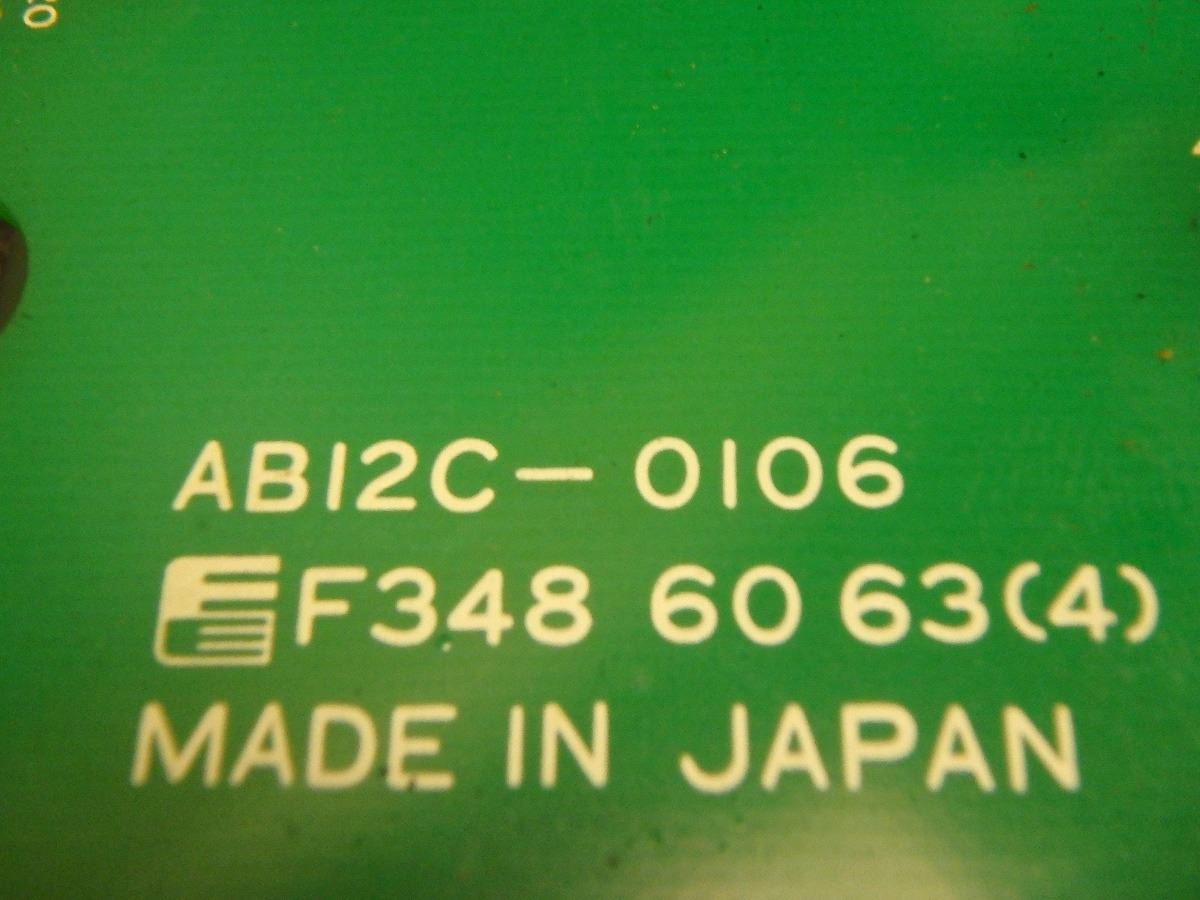 AB12C-0106
F348 60 63(4)
MADE IN JAPAN